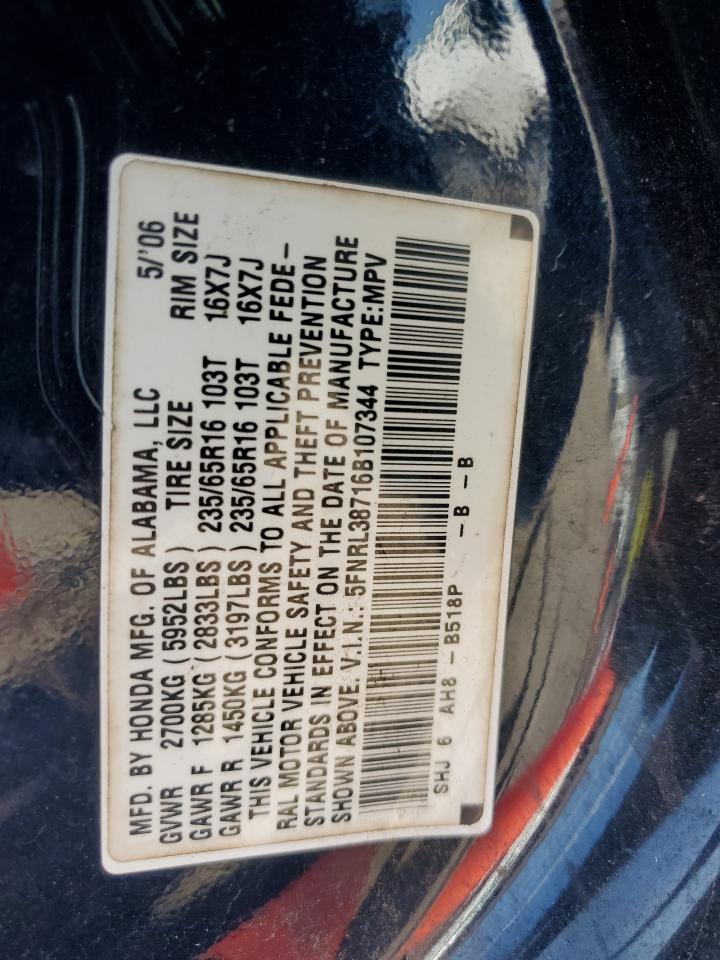 MFD. BY HONDA MFG. OF ALABAMA, LLC 5/'06
GVWR 2700KG (5952LBS) TIRE SIZE RIM SIZE
GAWR F 1285KG (2833LBS) 235/65R16 103T 16X7J
GAWR R 1450KG (3197LBS) 235/65R16 103T 16X7J
THIS VEHICLE CONFORMS TO ALL APPLICABLE FEDE-
RAL MOTOR VEHICLE SAFETY AND THEFT PREVENTION
STANDARDS IN EFFECT ON THE DATE OF MANUFACTURE
SHOWN ABOVE. V.I.N.: 5FNRL38716B107344 TYPE:MPV
SHJ 6 AH8 - B518P - B - B